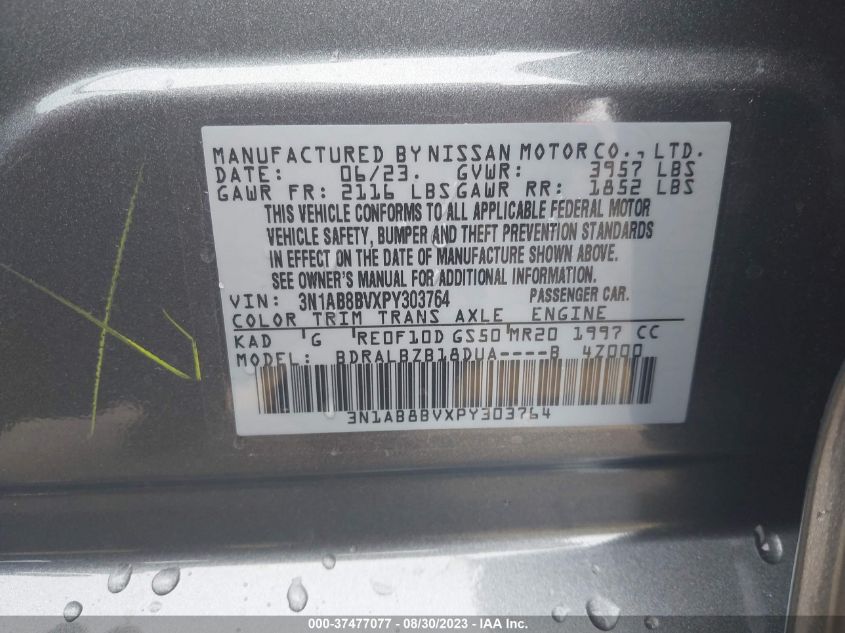 MANUFACTURED BY NISSAN MOTOR CO., LTD.
DATE: 06/23. GVWR: 3957 LBS
GAWR FR: 2116 LBS GAWR RR: 1852 LBS
THIS VEHICLE CONFORMS TO ALL APPLICABLE FEDERAL MOTOR
VEHICLE SAFETY, BUMPER AND THEFT PREVENTION STANDARDS
IN EFFECT ON THE DATE OF MANUFACTURE SHOWN ABOVE.
SEE OWNER'S MANUAL FOR ADDITIONAL INFORMATION.
VIN: 3N1AB8BVXPY303764 PASSENGER CAR.
COLOR TRIM TRANS AXLE ENGINE
KAD G RE0F10D GS50 MR20 1997 CC
MODEL: BDRALBZB18DUA----B 4Z000
3N1AB8BVXPY303764
000-37477077 - 08/30/2023 - IAA Inc.